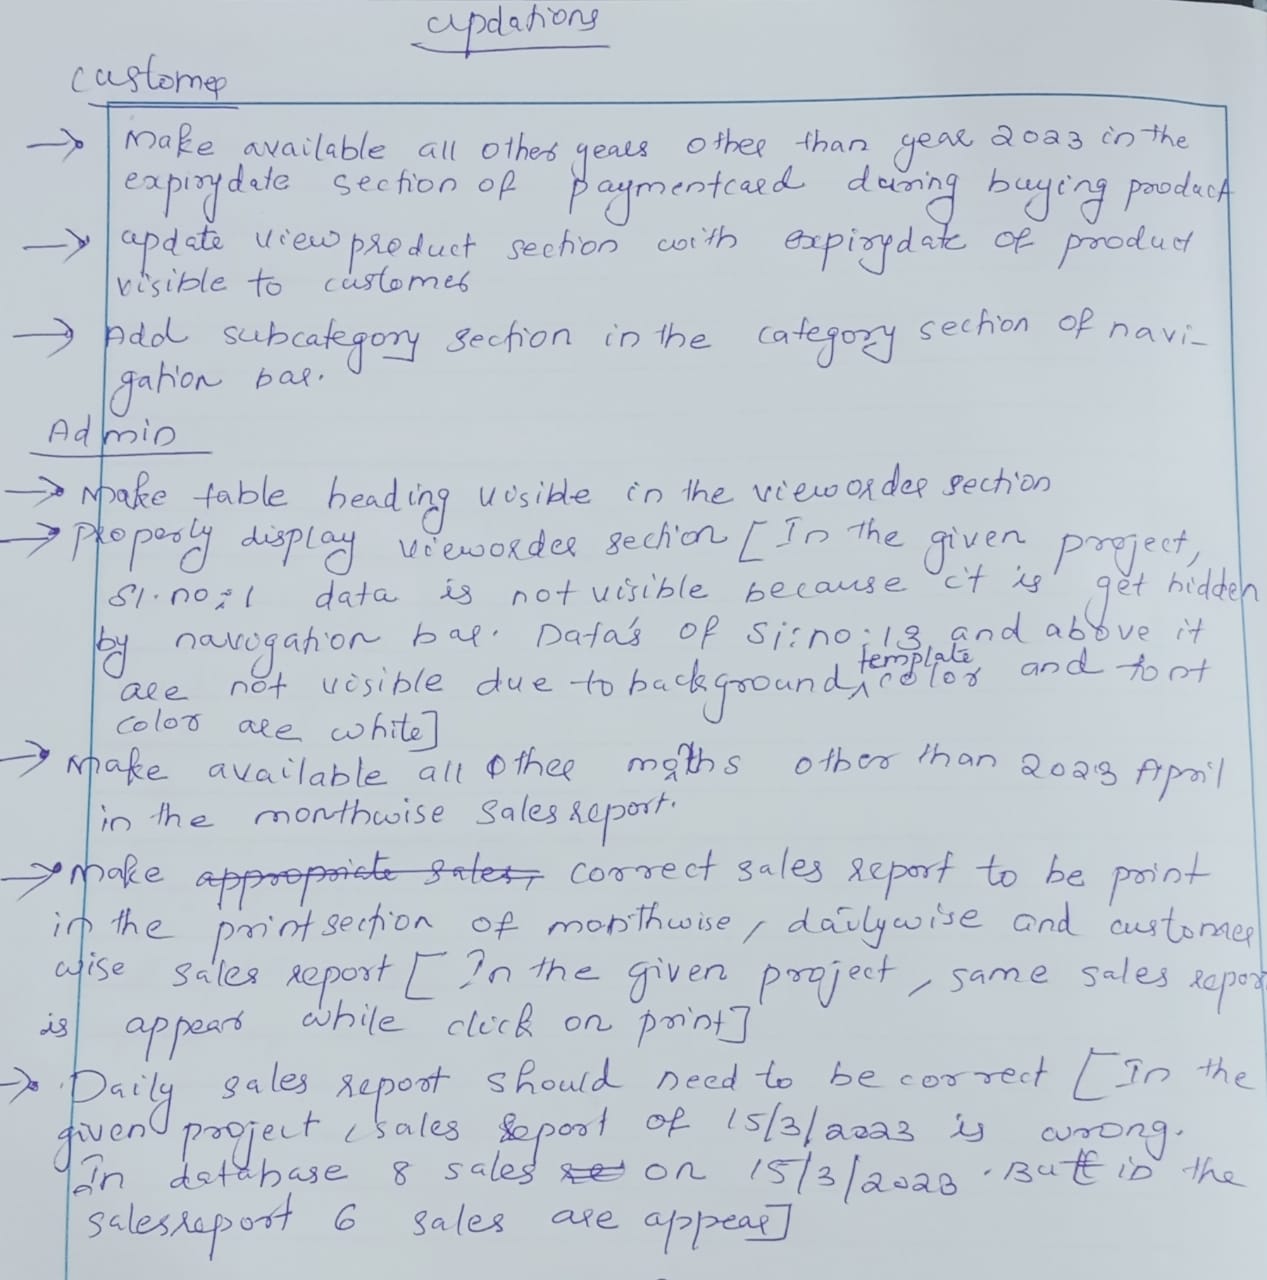 updations
Customer
→ Make available all other years other than year 2023 in the
expirydate section of paymentcard during buying product
→ update viewproduct section with expirydate of product
visible to customer
→ Add subcategory section in the category section of navi-
gation bar.
Admin
→ Make table heading visible in the vieworder section
→ Properly display vieworder section [In the given project,
Sl.no:1 data is not visible because it is get hidden
by navigation bar. Data's of Sl:no:13 and above it
are not visible due to background, template color and font
color are white]
→ Make available all other moths other than 2023 April
in the monthwise sales report.
→ Make appropriate sales, correct sales report to be print
in the print section of monthwise, dailywise and customer
wise sales report [In the given project, same sales repor
is appear while click on print]
→ Daily sales report should need to be correct [In the
given project, sales report of 15/3/2023 is wrong.
In database 8 sales on 15/3/2023. But in the
salesreport 6 sales are appear]